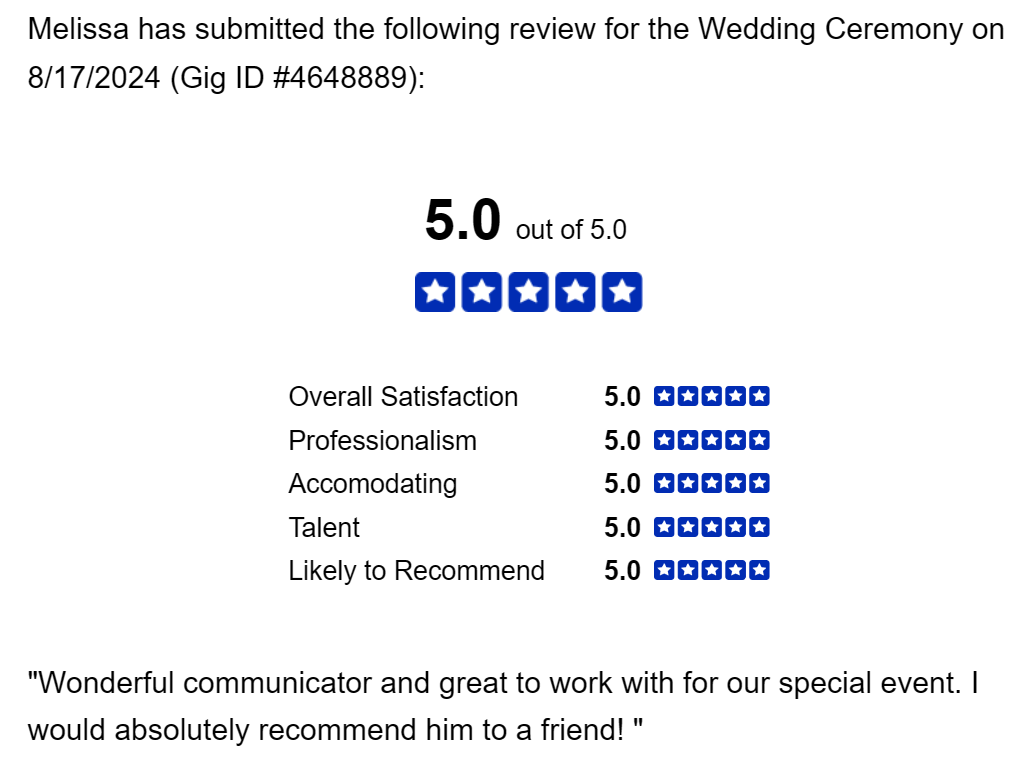 Melissa has submitted the following review for the Wedding Ceremony on
8/17/2024 (Gig ID #4648889):
5.0 out of 5.0
Overall Satisfaction 5.0
Professionalism 5.0
Accomodating 5.0
Talent 5.0
Likely to Recommend 5.0
"Wonderful communicator and great to work with for our special event. I
would absolutely recommend him to a friend! "